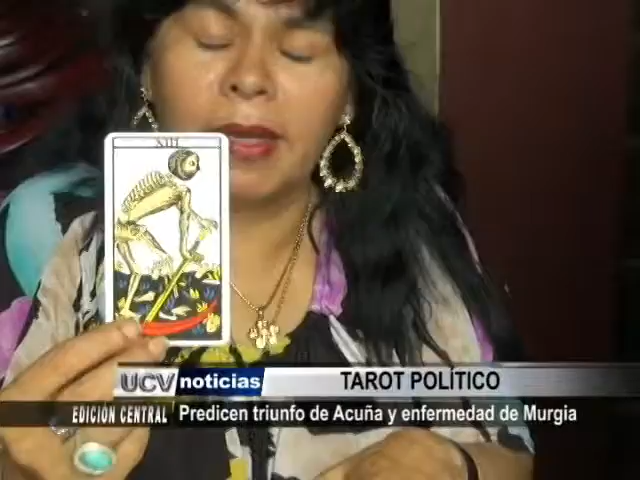 XIII
UCV noticias
TAROT POLÍTICO
EDICIÓN CENTRAL
Predicen triunfo de Acuña y enfermedad de Murgia